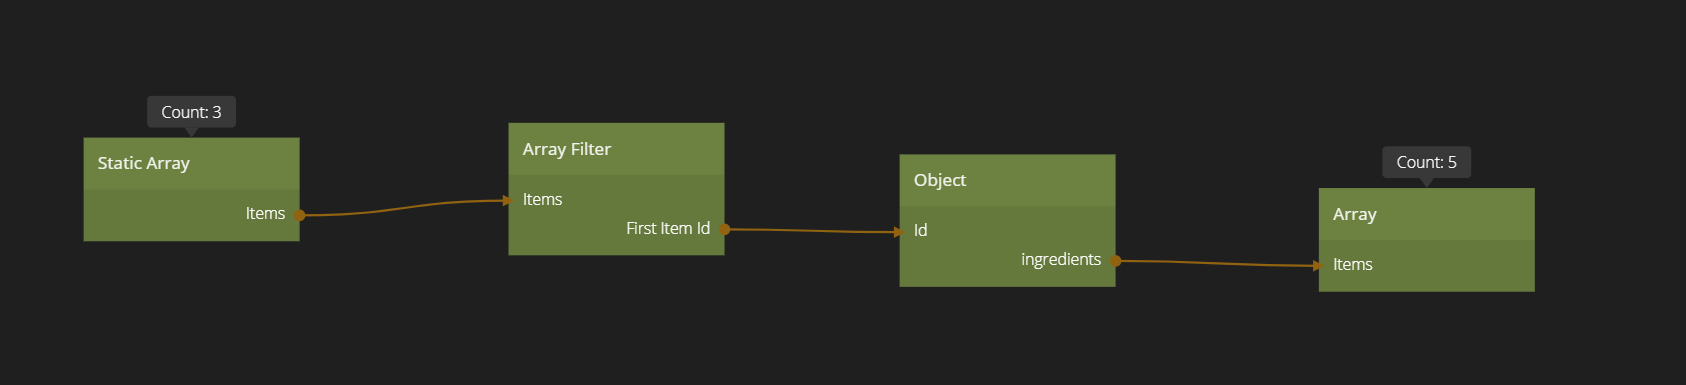 Count: 3
Static Array
Items
Array Filter
Items
First Item Id
Object
Id
ingredients
Count: 5
Array
Items